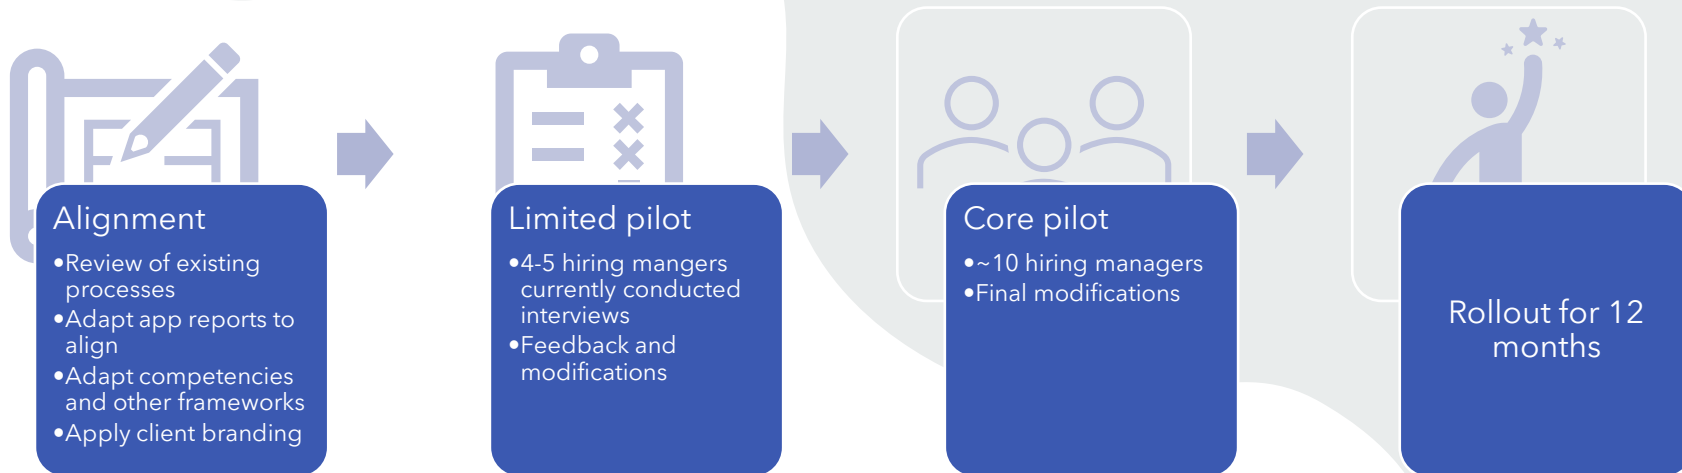 Alignment
•Review of existing
processes
•Adapt app reports to
align
•Adapt competencies
and other frameworks
•Apply client branding
Limited pilot
•4-5 hiring mangers
currently conducted
interviews
•Feedback and
modifications
Core pilot
•~10 hiring managers
•Final modifications
Rollout for 12
months